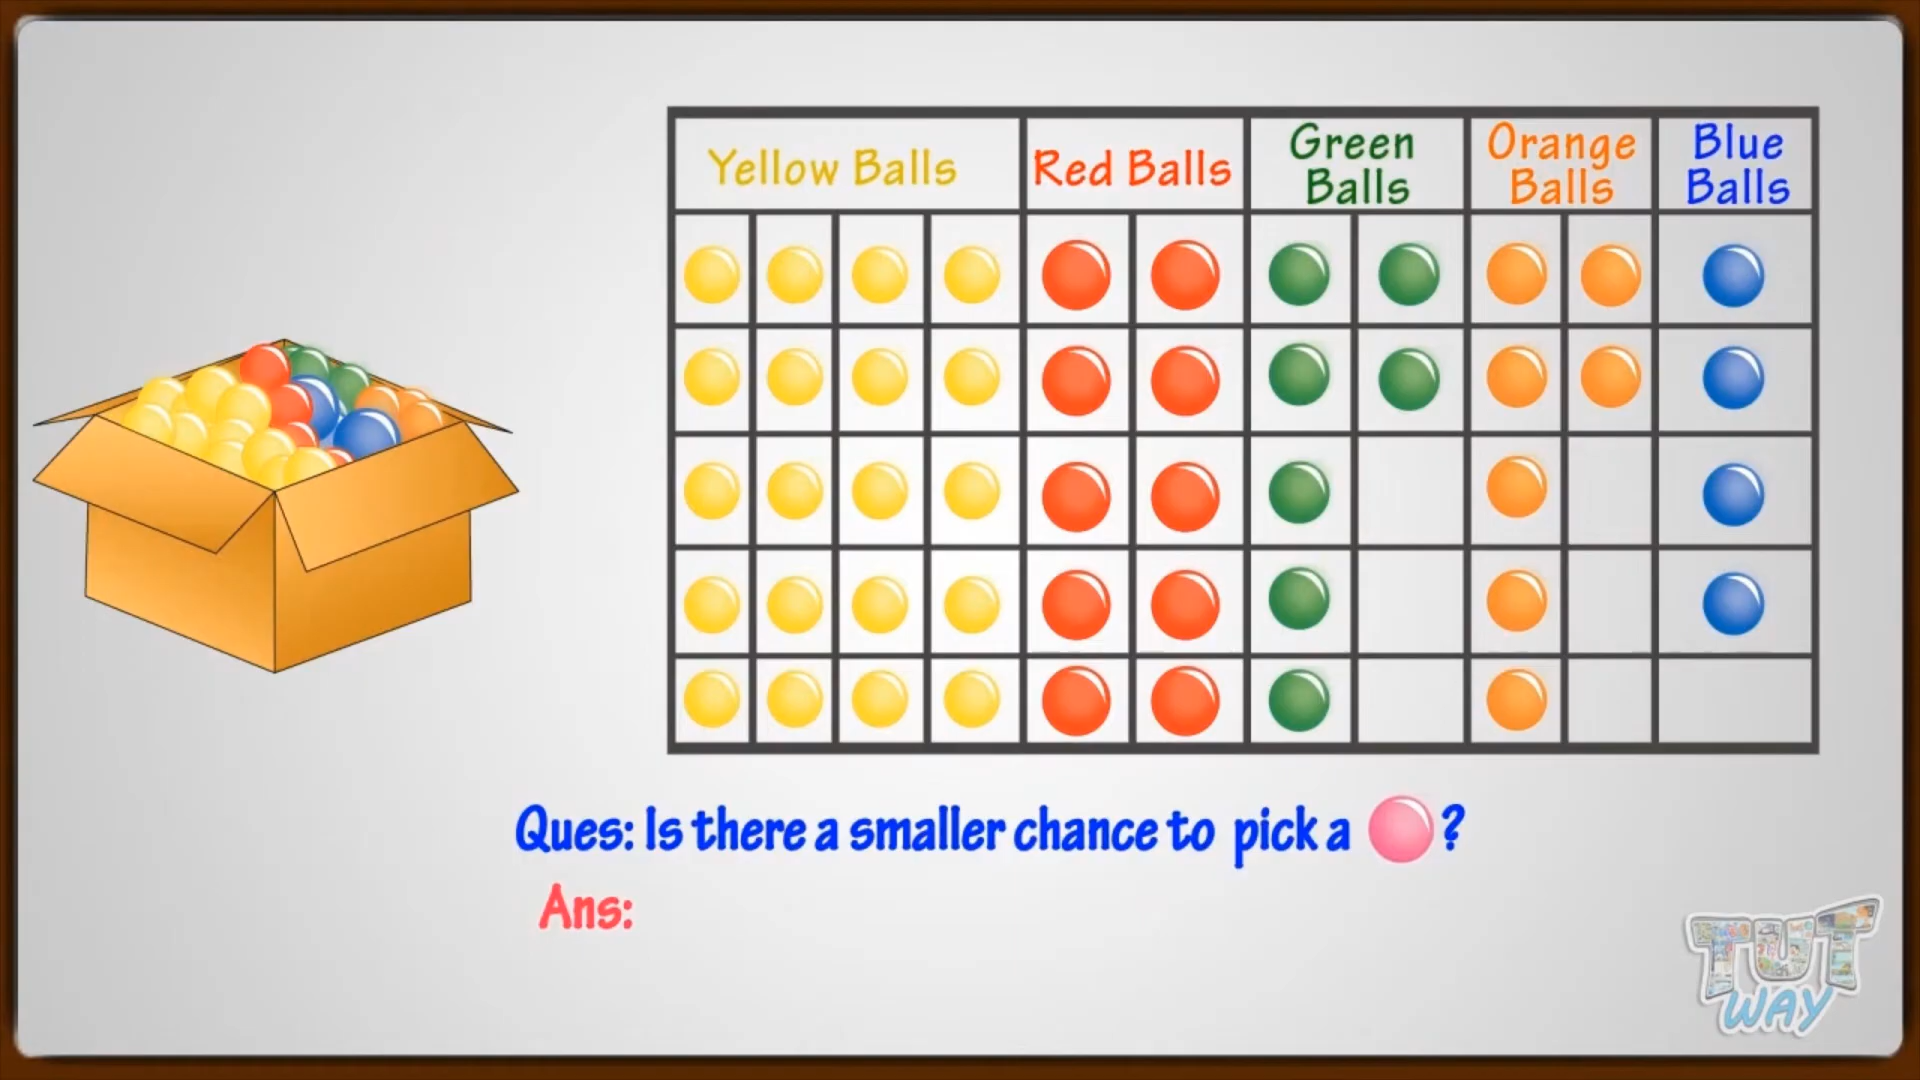 Yellow Balls
Red Balls
Green
Balls
Orange
Balls
Blue
Balls
Ques: Is there a smaller chance to pick a ?
Ans:
TUT
WAY